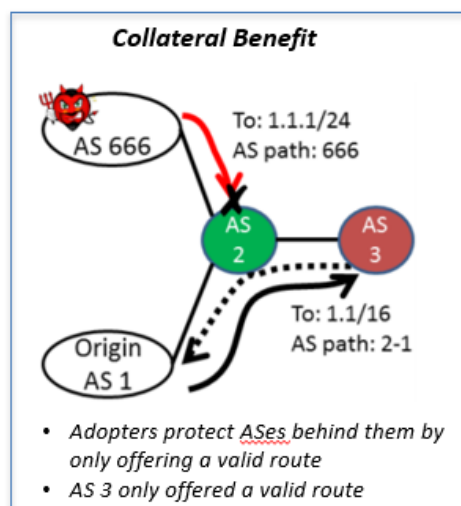 Collateral Benefit
AS 666
To: 1.1.1/24
AS path: 666
AS
2
AS
3
To: 1.1/16
AS path: 2-1
Origin
AS 1
• Adopters protect ASes behind them by
only offering a valid route
• AS 3 only offered a valid route